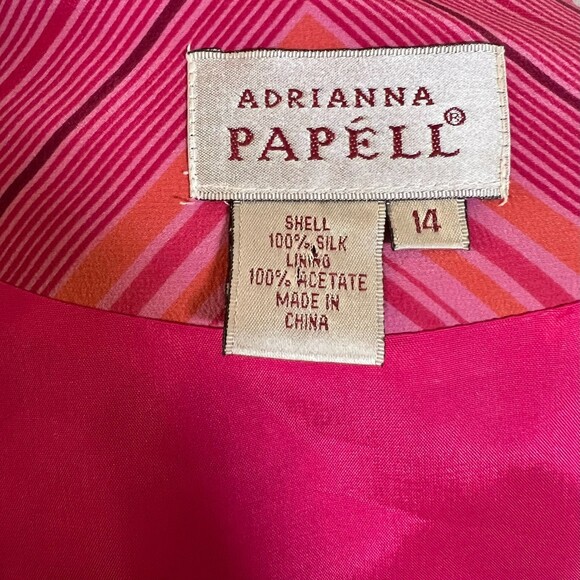 ADRIANNA
PAPÉLL®
14
SHELL
100% SILK
LINING
100% ACETATE
MADE IN
CHINA